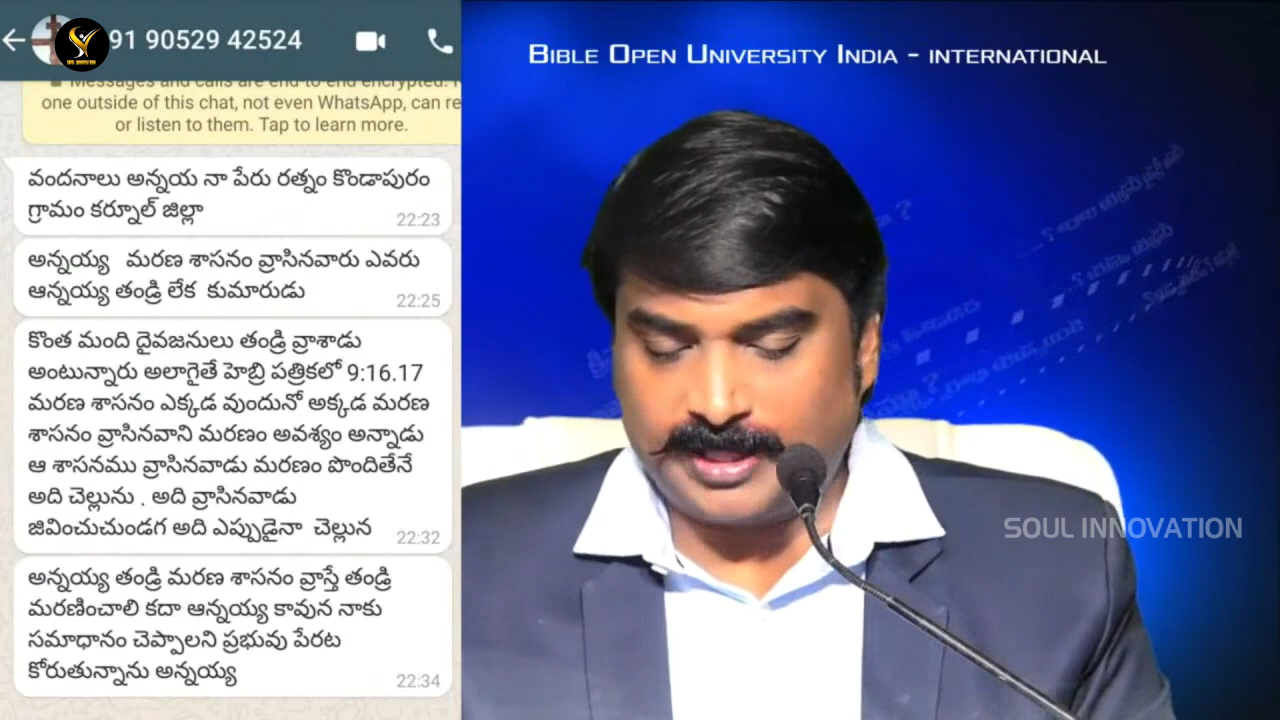 91 90529 42524
BIBLE OPEN UNIVERSITY INDIA - INTERNATIONAL
Messages and calls are end-to-end encrypted.
one outside of this chat, not even WhatsApp, can re
or listen to them. Tap to learn more.
వందనాలు అన్నయ నా పేరు రత్నం కొండాపురం
గ్రామం కర్నూల్ జిల్లా
22:23
అన్నయ్య మరణ శాసనం వ్రాసినవారు ఎవరు
ఆన్నయ్య తండ్రి లేక కుమారుడు
22:25
కొంత మంది దైవజనులు తండ్రి వ్రాశాడు
అంటున్నారు అలాగైతే హెబ్రి పత్రికలో 9:16.17
మరణ శాసనం ఎక్కడ వుందునో అక్కడ మరణ
శాసనం వ్రాసినవాని మరణం అవశ్యం అన్నాడు
ఆ శాసనము వ్రాసినవాడు మరణం పొందితేనే
అది చెల్లును . అది వ్రాసినవాడు
జివించుచుండగ అది ఎప్పుడైనా చెల్లున
22:32
అన్నయ్య తండ్రి మరణ శాసనం వ్రాస్తే తండ్రి
మరణించాలి కదా ఆన్నయ్య కావున నాకు
సమాధానం చెప్పాలని ప్రభువు పేరట
కోరుతున్నాను అన్నయ్య
22:34
SOUL INNOVATION